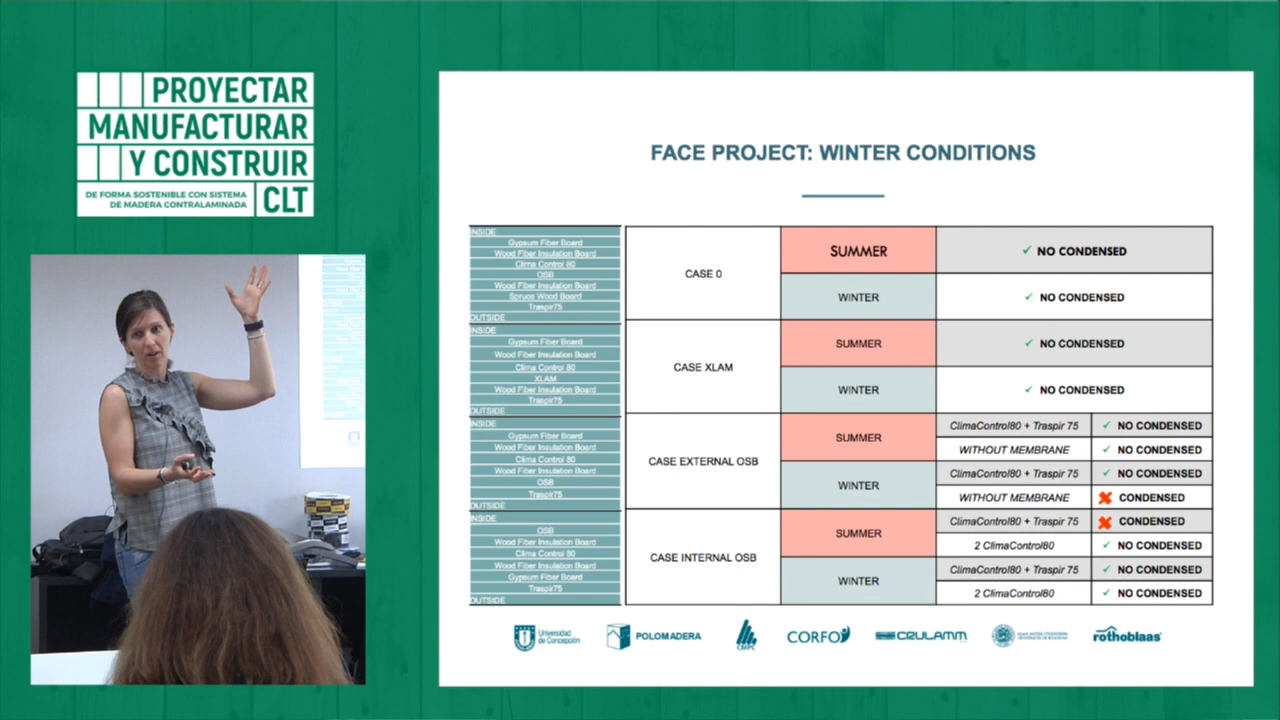 PROYECTAR
MANUFACTURAR
Y CONSTRUIR
DE FORMA SOSTENIBLE CON SISTEMA
DE MADERA CONTRALAMINADA
CLT
FACE PROJECT: WINTER CONDITIONS
INSIDE
Gypsum Fiber Board
Wood Fiber Insulation Board
Clima Control 80
OSB
Wood Fiber Insulation Board
Spruce Wood Board
Traspir75
OUTSIDE
CASE 0
SUMMER
✓ NO CONDENSED
WINTER
✓ NO CONDENSED
INSIDE
Gypsum Fiber Board
Wood Fiber Insulation Board
Clima Control 80
XLAM
Wood Fiber Insulation Board
Traspir75
OUTSIDE
CASE XLAM
SUMMER
✓ NO CONDENSED
WINTER
✓ NO CONDENSED
INSIDE
Gypsum Fiber Board
Wood Fiber Insulation Board
Clima Control 80
Wood Fiber Insulation Board
OSB
Traspir75
OUTSIDE
CASE EXTERNAL OSB
SUMMER
ClimaControl80 + Traspir 75 ✓ NO CONDENSED
WITHOUT MEMBRANE ✓ NO CONDENSED
WINTER
ClimaControl80 + Traspir 75 ✓ NO CONDENSED
WITHOUT MEMBRANE ✖ CONDENSED
INSIDE
OSB
Wood Fiber Insulation Board
Clima Control 80
Wood Fiber Insulation Board
Gypsum Fiber Board
Traspir75
OUTSIDE
CASE INTERNAL OSB
SUMMER
ClimaControl80 + Traspir 75 ✖ CONDENSED
2 ClimaControl80 ✓ NO CONDENSED
WINTER
ClimaControl80 + Traspir 75 ✓ NO CONDENSED
2 ClimaControl80 ✓ NO CONDENSED
Universidad
de Concepción
POLOMADERA
CMPC
CORFO
CRULAMM
rothoblaas